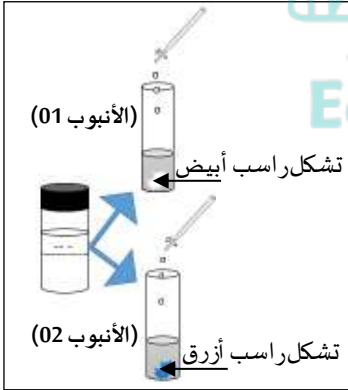 (الأنبوب 01)
تشكل راسب أبيض
---
(الأنبوب 02)
تشكل راسب أزرق